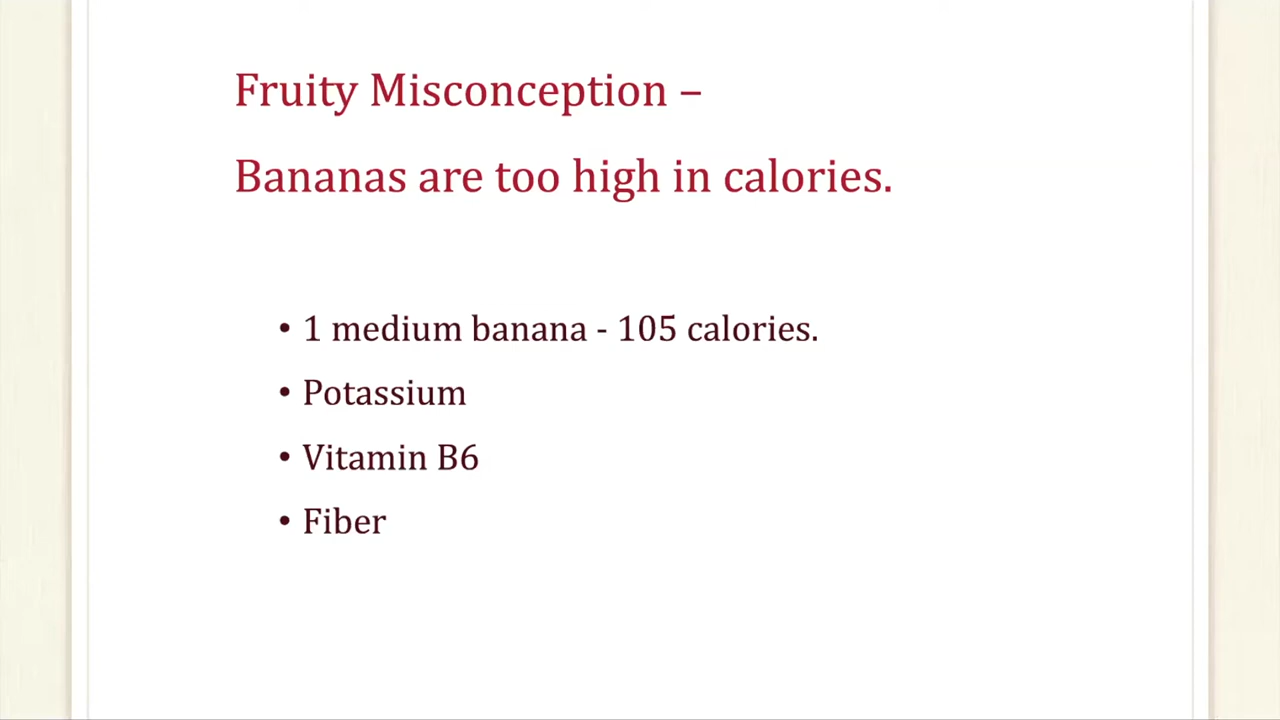 Fruity Misconception –
Bananas are too high in calories.
• 1 medium banana - 105 calories.
• Potassium
• Vitamin B6
• Fiber